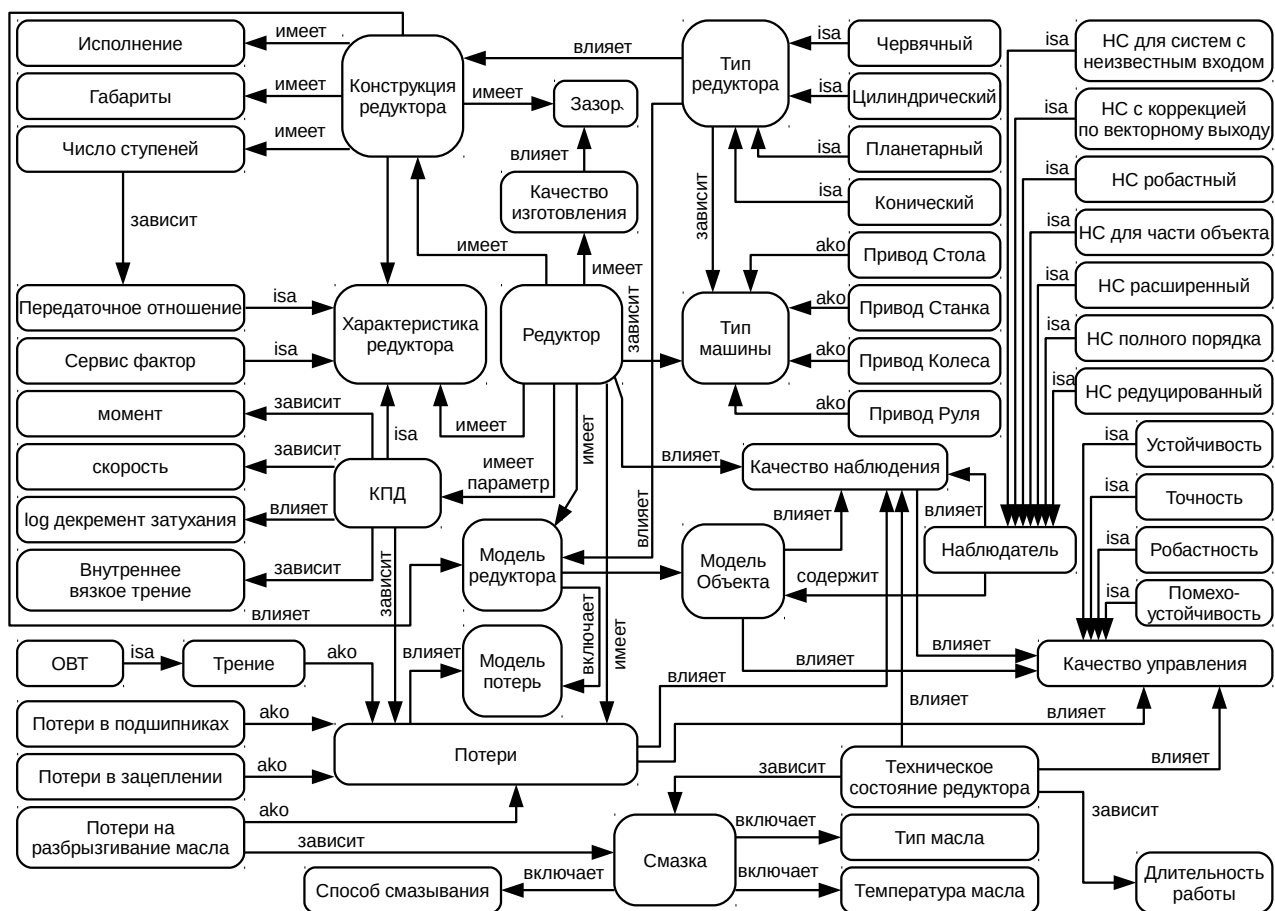 имеет
Исполнение
имеет
Габариты
имеет
Число ступеней
Конструкция
редуктора
влияет
имеет
Зазор
влияет
Качество
изготовления
Тип
редуктора
isa
Червячный
isa
Цилиндрический
isa
Планетарный
isa
Конический
isa
НС для систем с
неизвестным входом
isa
НС с коррекцией
по векторному выходу
isa
НС робастный
isa
НС для части объекта
isa
НС расширенный
isa
НС полного порядка
isa
НС редуцированный
зависит
имеет
имеет
зависит
зависит
ako
Привод Стола
ako
Привод Станка
ako
Привод Колеса
ako
Привод Руля
Передаточное отношение
isa
Сервис фактор
isa
Характеристика
редуктора
Редуктор
Тип
машины
момент
зависит
скорость
зависит
log декремент затухания
влияет
Внутреннее
вязкое трение
зависит
isa
КПД
имеет
имеет
параметр
имеет
влияет
Качество наблюдения
isa
Устойчивость
isa
Точность
isa
Робастность
isa
Помехо-
устойчивость
влияет
влияет
влияет
Наблюдатель
содержит
Модель
редуктора
Модель
Объекта
зависит
влияет
включает
имеет
ОВТ
isa
Трение
ako
влияет
Модель
потерь
влияет
влияет
Качество управления
Потери в подшипниках
ako
Потери в зацеплении
ako
Потери на
разбрызгивание масла
ako
зависит
Потери
влияет
влияет
влияет
зависит
Техническое
состояние редуктора
зависит
Смазка
включает
Тип масла
включает
Температура масла
включает
Способ смазывания
Длительность
работы